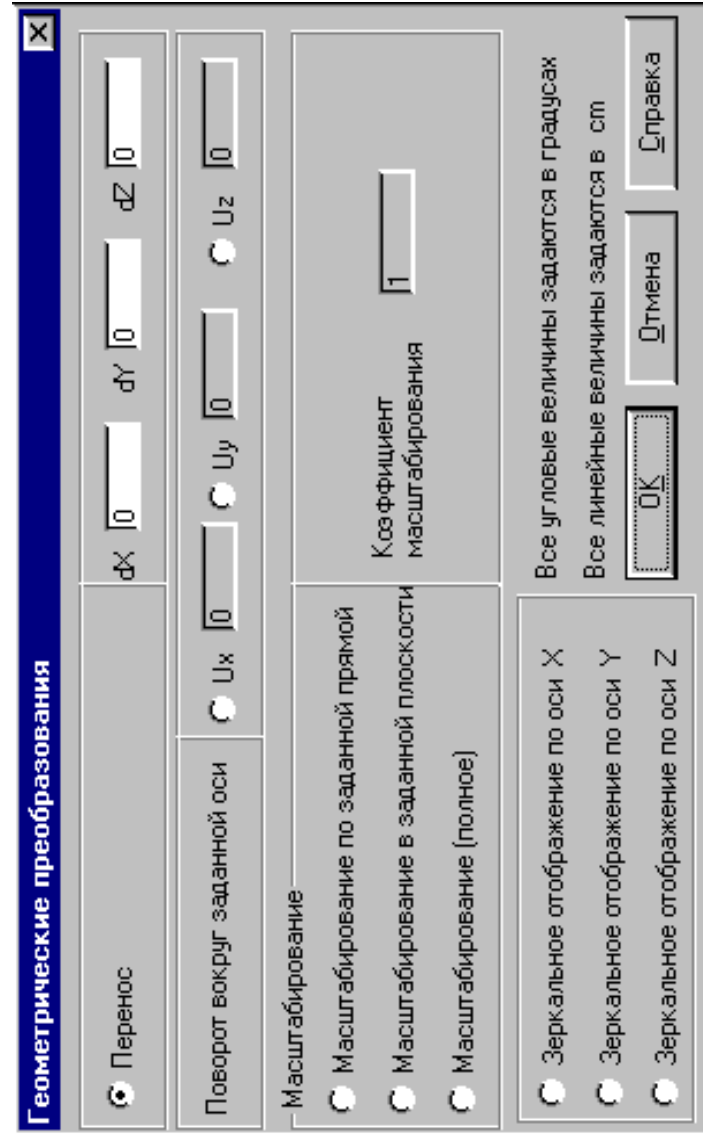 Геометрические преобразования
Перенос dX 0 dY 0 dZ 0
Поворот вокруг заданной оси Ux 0 Uy 0 Uz 0
Масштабирование
Масштабирование по заданной прямой
Масштабирование в заданной плоскости
Масштабирование (полное)
Коэффициент
масштабирования
1
Зеркальное отображение по оси X
Зеркальное отображение по оси Y
Зеркальное отображение по оси Z
Все угловые величины задаются в градусах
Все линейные величины задаются в cm
OK Отмена Справка